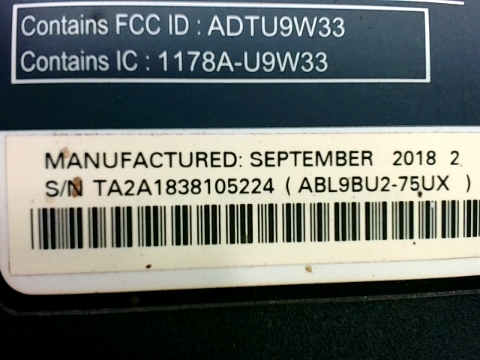 Contains FCC ID : ADTU9W33
Contains IC : 1178A-U9W33
MANUFACTURED: SEPTEMBER 2018 2
S/N TA2A1838105224 ( ABL9BU2-75UX )